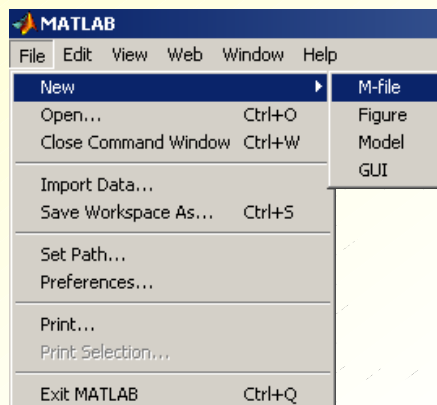 MATLAB
File Edit View Web Window Help
New
Open... Ctrl+O
Close Command Window Ctrl+W
Import Data...
Save Workspace As... Ctrl+S
Set Path...
Preferences...
Print...
Print Selection...
Exit MATLAB Ctrl+Q
M-file
Figure
Model
GUI